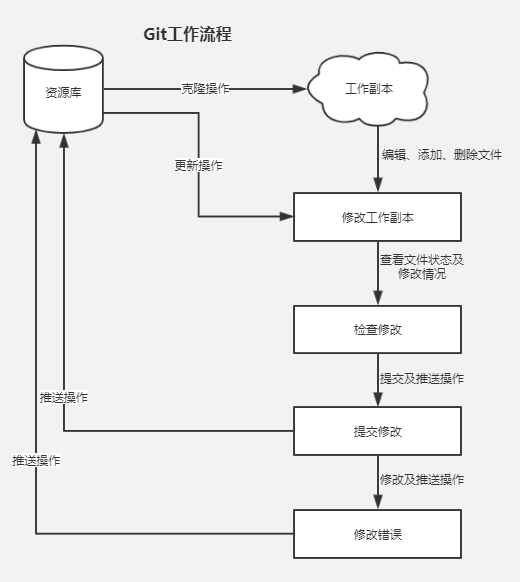 Git工作流程
资源库
克隆操作
工作副本
编辑、添加、删除文件
更新操作
修改工作副本
查看文件状态及
修改情况
检查修改
提交及推送操作
推送操作
提交修改
推送操作
修改及推送操作
修改错误